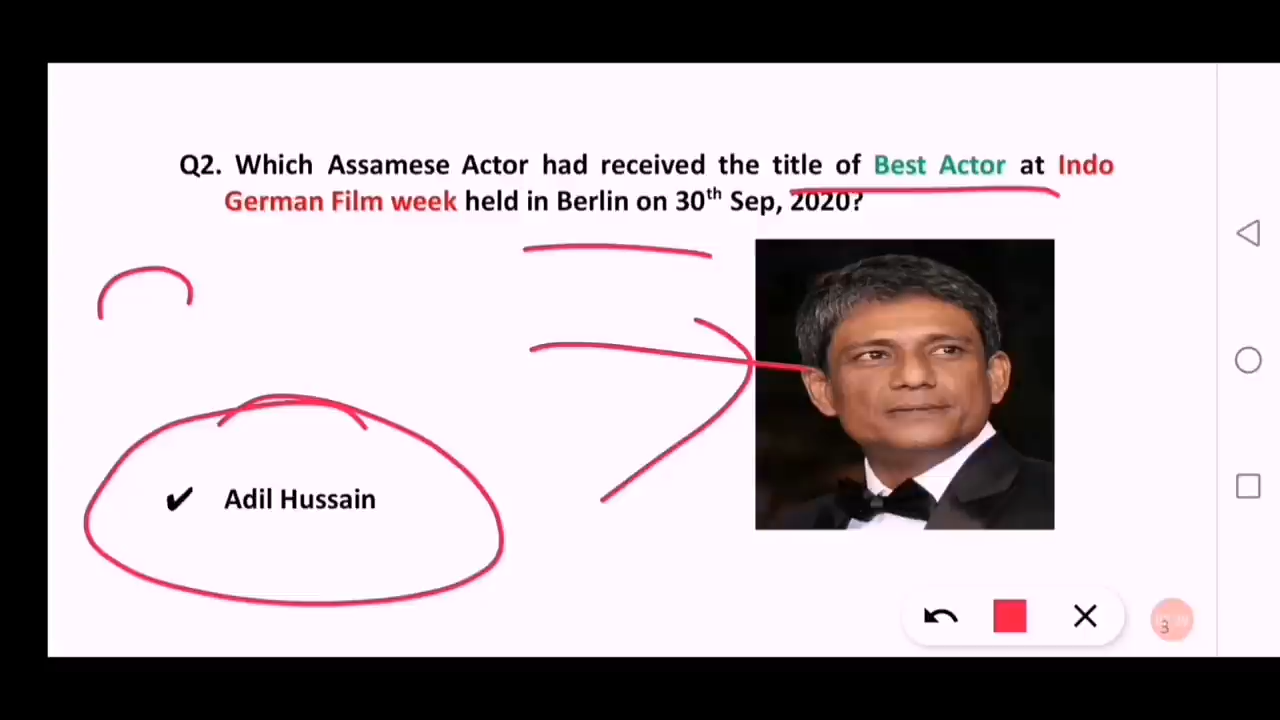 Q2. Which Assamese Actor had received the title of Best Actor at Indo
German Film week held in Berlin on 30th Sep, 2020?
✔ Adil Hussain
3